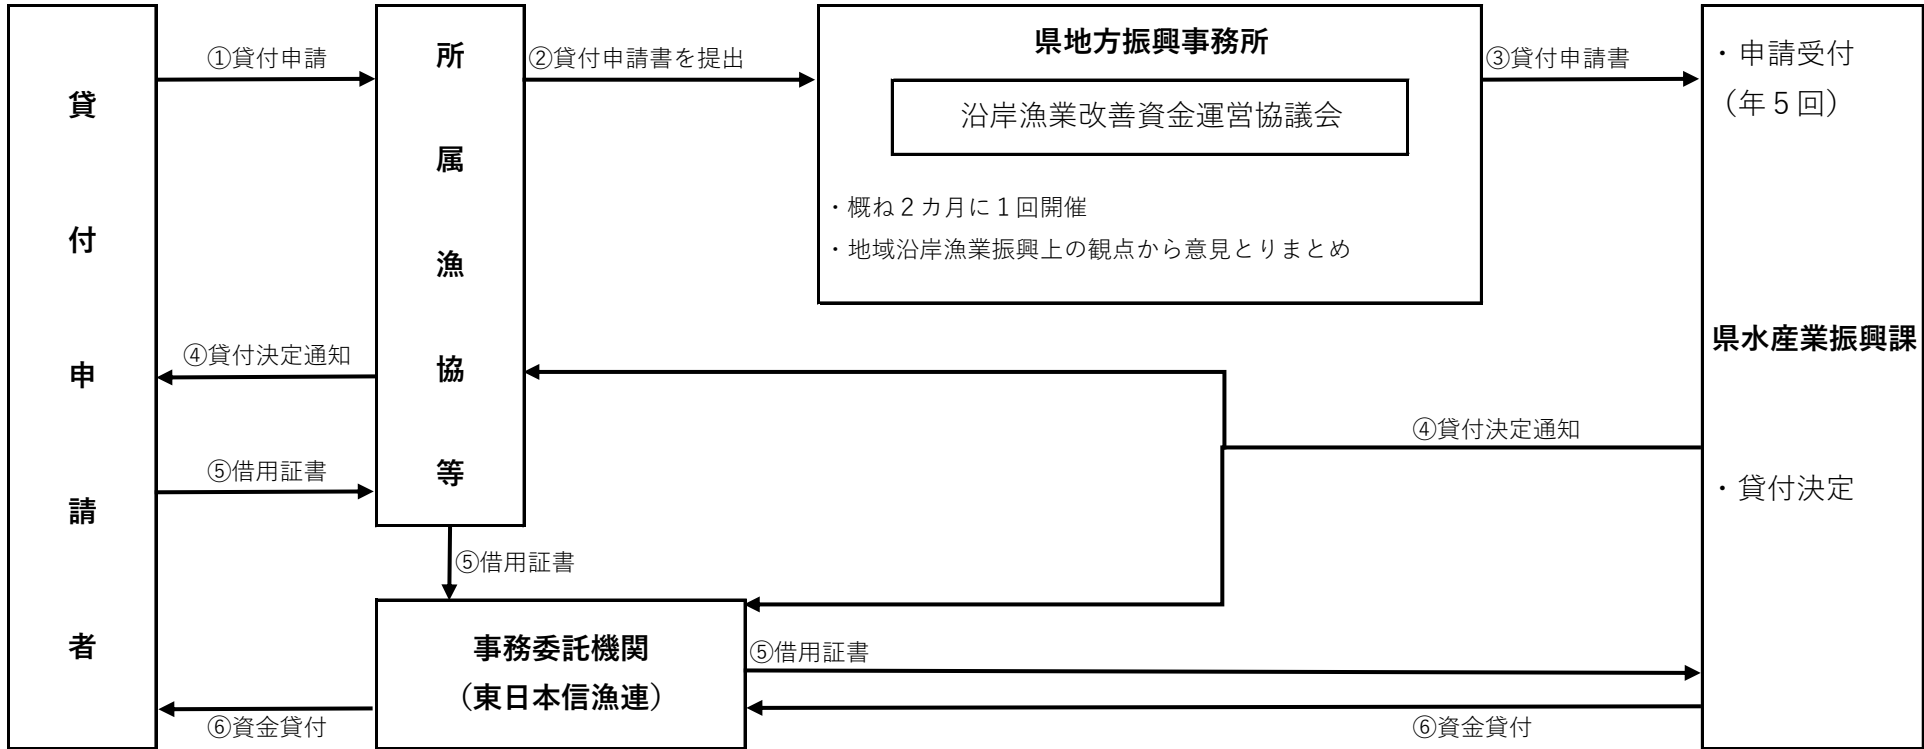 貸付申請者
①貸付申請
所属漁協等
②貸付申請書を提出
県地方振興事務所
沿岸漁業改善資金運営協議会
・概ね２カ月に１回開催
・地域沿岸漁業振興上の観点から意見とりまとめ
③貸付申請書
・申請受付
（年５回）
県水産業振興課
・貸付決定
④貸付決定通知
④貸付決定通知
⑤借用証書
⑤借用証書
事務委託機関
（東日本信漁連）
⑤借用証書
⑥資金貸付
⑥資金貸付